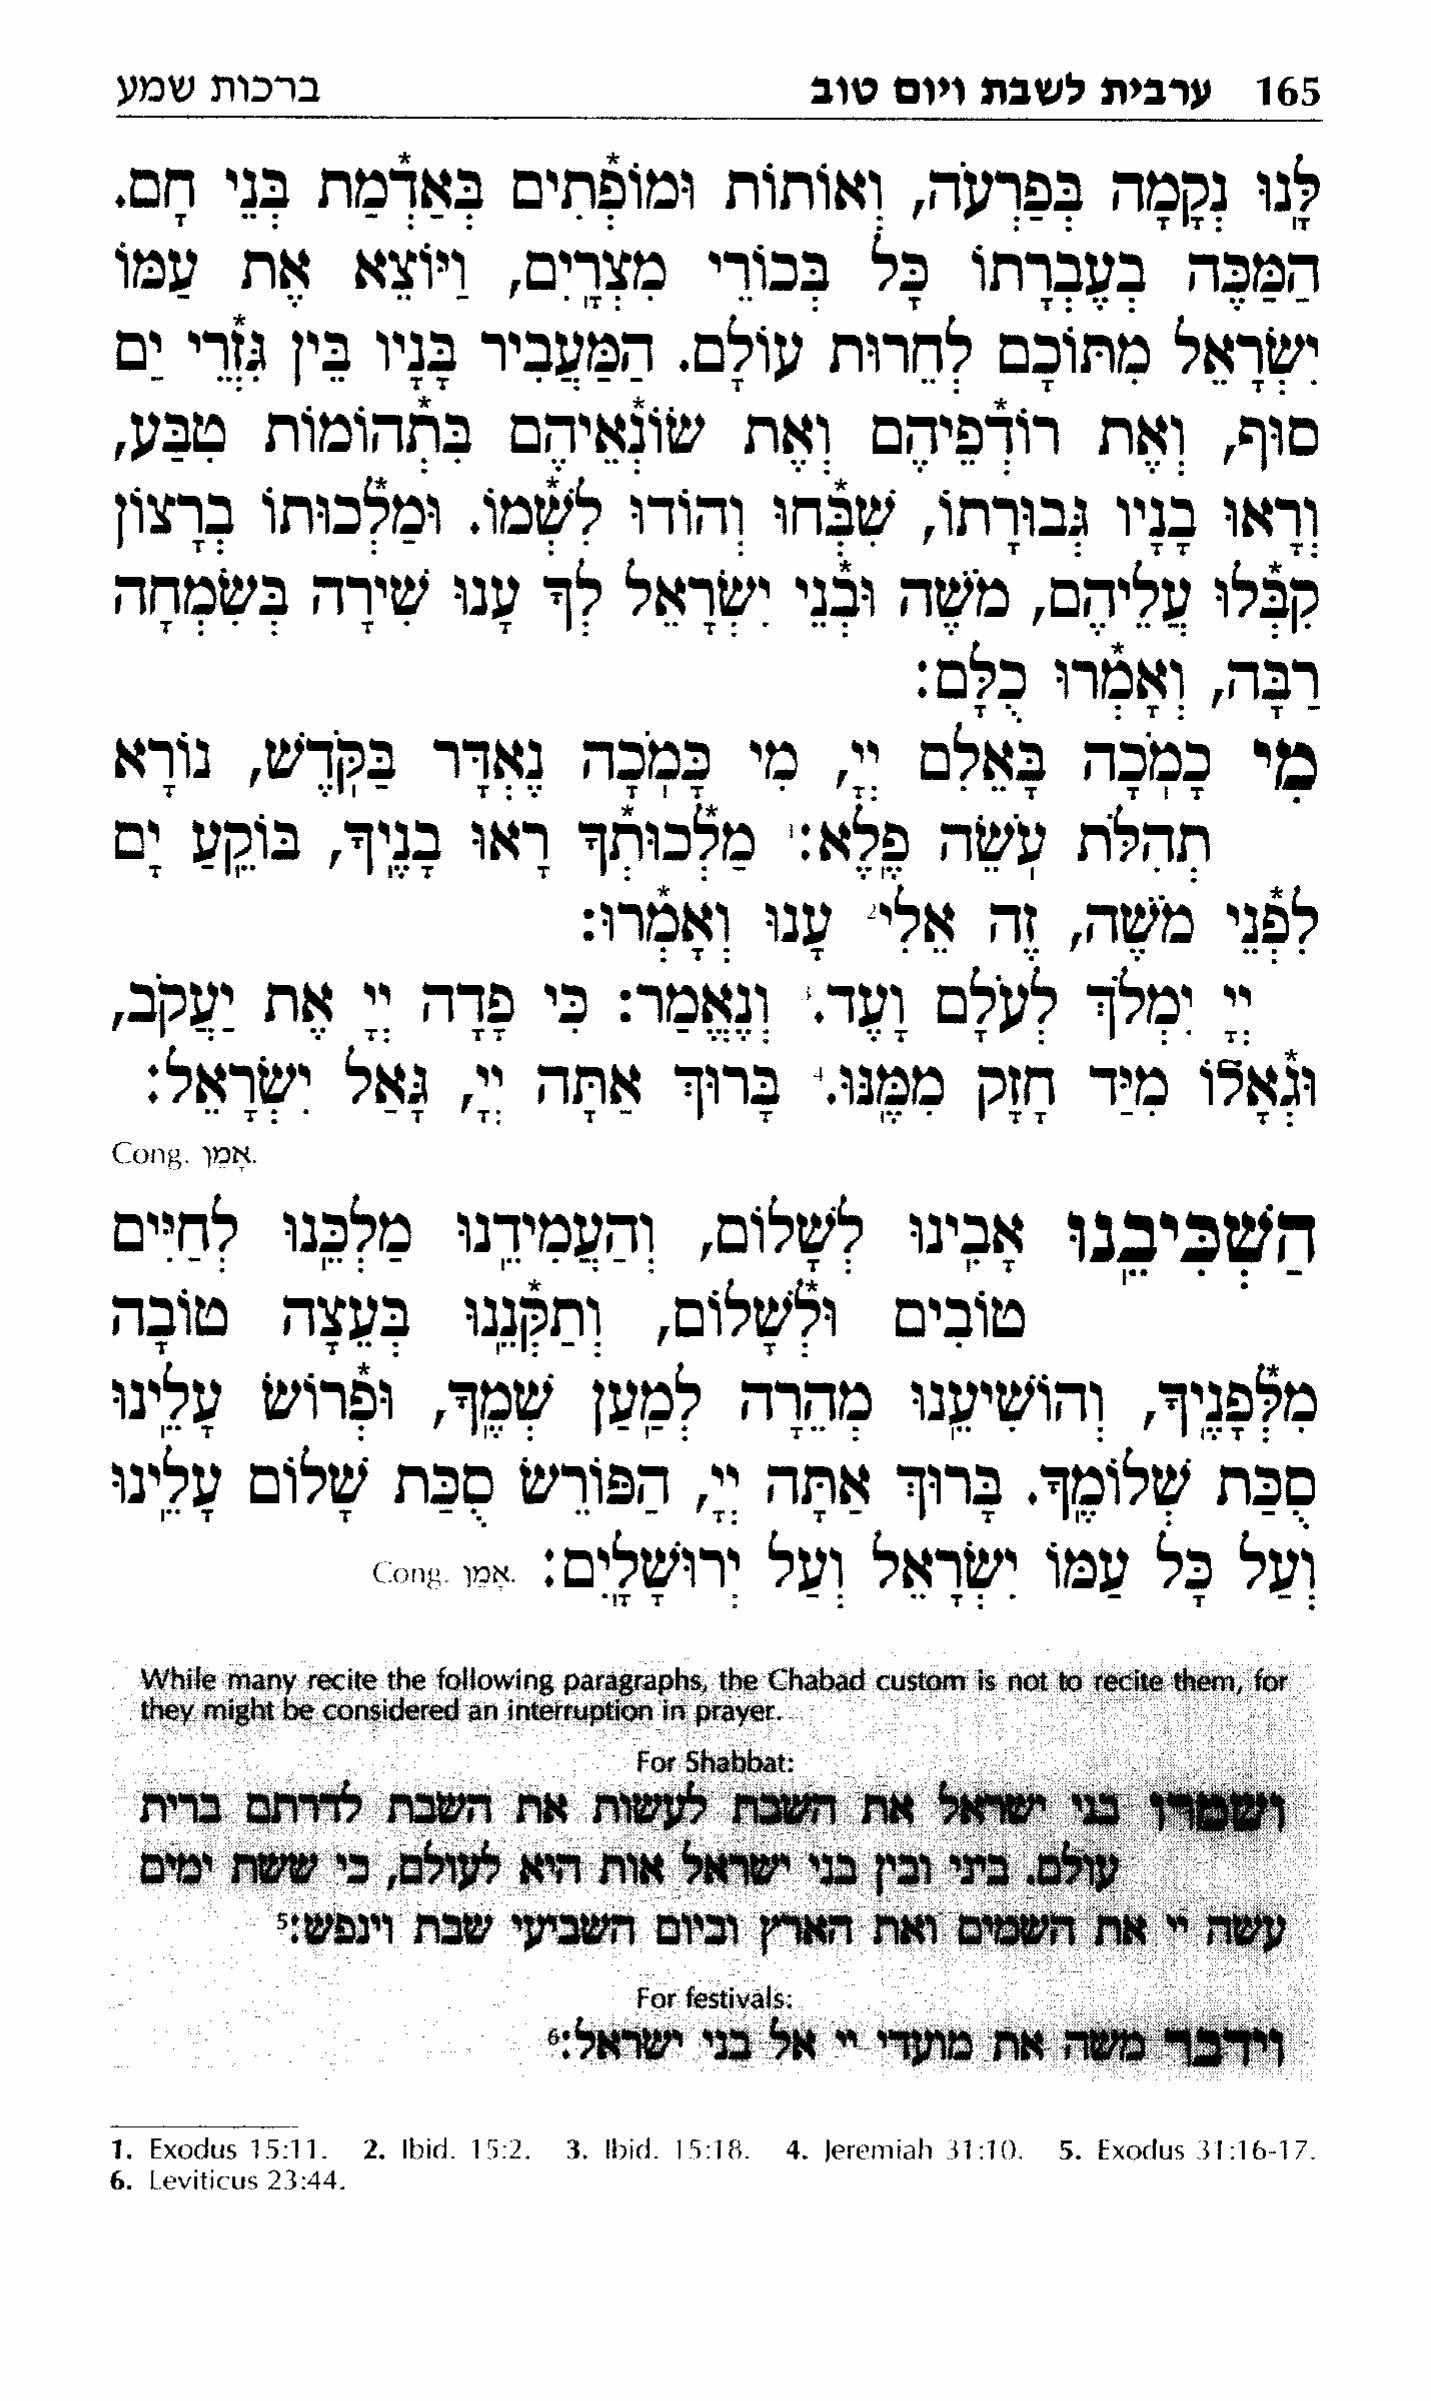 165 ערבית לשבת ויום טוב ברכות שמע
לָּנוּ נְקָמָה בְּפַרְעֹה, וְאוֹתוֹת וּמוֹפְתִים בְּאַדְמַת בְּנֵי חָם.
הַמַּכֶּה בְעֶבְרָתוֹ כָּל בְּכוֹרֵי מִצְרָיִם, וַיּוֹצֵא אֶת עַמּוֹ
יִשְׂרָאֵל מִתּוֹכָם לְחֵרוּת עוֹלָם. הַמַּעֲבִיר בָּנָיו בֵּין גִּזְרֵי יַם
סוּף, וְאֶת רוֹדְפֵיהֶם וְאֶת שׂוֹנְאֵיהֶם בִּתְהוֹמוֹת טִבַּע,
וְרָאוּ בָנָיו גְּבוּרָתוֹ, שִׁבְּחוּ וְהוֹדוּ לִשְׁמוֹ. וּמַלְכוּתוֹ בְרָצוֹן
קִבְּלוּ עֲלֵיהֶם, מֹשֶׁה וּבְנֵי יִשְׂרָאֵל לְךָ עָנוּ שִׁירָה בְּשִׂמְחָה
רַבָּה, וְאָמְרוּ כֻלָּם:
מִי כָמֹכָה בָּאֵלִם יְיָ, מִי כָּמֹכָה נֶאְדָּר בַּקֹּדֶשׁ, נוֹרָא
תְהִלֹּת עֹשֵׂה פֶלֶא:1 מַלְכוּתְךָ רָאוּ בָנֶיךָ, בּוֹקֵעַ יָם
לִפְנֵי מֹשֶׁה, זֶה אֵלִי2 עָנוּ וְאָמְרוּ:
יְיָ יִמְלֹךְ לְעֹלָם וָעֶד.3 וְנֶאֱמַר: כִּי פָדָה יְיָ אֶת יַעֲקֹב,
וּגְאָלוֹ מִיַּד חָזָק מִמֶּנּוּ.4 בָּרוּךְ אַתָּה יְיָ, גָּאַל יִשְׂרָאֵל:
Cong. אָמֵן.
הַשְׁכִּיבֵנוּ אָבִינוּ לְשָׁלוֹם, וְהַעֲמִידֵנוּ מַלְכֵּנוּ לְחַיִּים
טוֹבִים וּלְשָׁלוֹם, וְתַקְּנֵנוּ בְּעֵצָה טוֹבָה
מִלְּפָנֶיךָ, וְהוֹשִׁיעֵנוּ מְהֵרָה לְמַעַן שְׁמֶךָ, וּפְרוֹשׂ עָלֵינוּ
סֻכַּת שְׁלוֹמֶךָ. בָּרוּךְ אַתָּה יְיָ, הַפּוֹרֵשׂ סֻכַּת שָׁלוֹם עָלֵינוּ
וְעַל כָּל עַמּוֹ יִשְׂרָאֵל וְעַל יְרוּשָׁלָיִם: Cong. אָמֵן.
While many recite the following paragraphs, the Chabad custom is not to recite them, for
they might be considered an interruption in prayer.
For Shabbat:
ושמרו בני ישראל את השבת לעשות את השבת לדרתם ברית
עולם. ביני ובין בני ישראל אות היא לעולם, כי ששת ימים
עשה יי את השמים ואת הארץ וביום השביעי שבת וינפש:5
For festivals:
וידבר משה את מועדי יי אל בני ישראל:6
1. Exodus 15:11. 2. Ibid. 15:2. 3. Ibid. 15:18. 4. Jeremiah 31:10. 5. Exodus 31:16-17.
6. Leviticus 23:44.